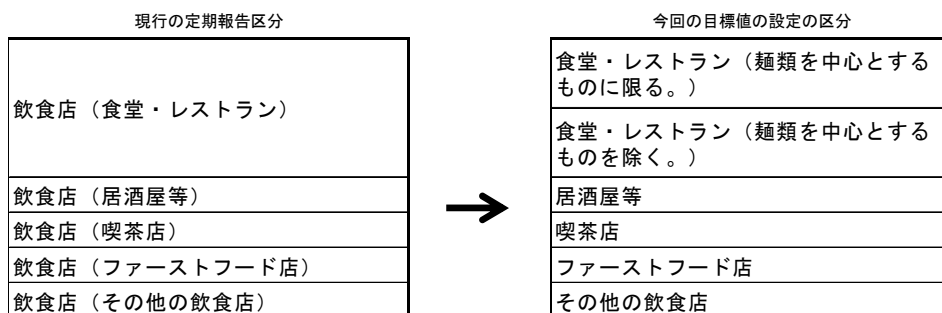 現行の定期報告区分
飲食店（食堂・レストラン）
飲食店（居酒屋等）
飲食店（喫茶店）
飲食店（ファーストフード店）
飲食店（その他の飲食店）
今回の目標値の設定の区分
食堂・レストラン（麺類を中心とする
ものに限る。）
食堂・レストラン（麺類を中心とする
ものを除く。）
居酒屋等
喫茶店
ファーストフード店
その他の飲食店